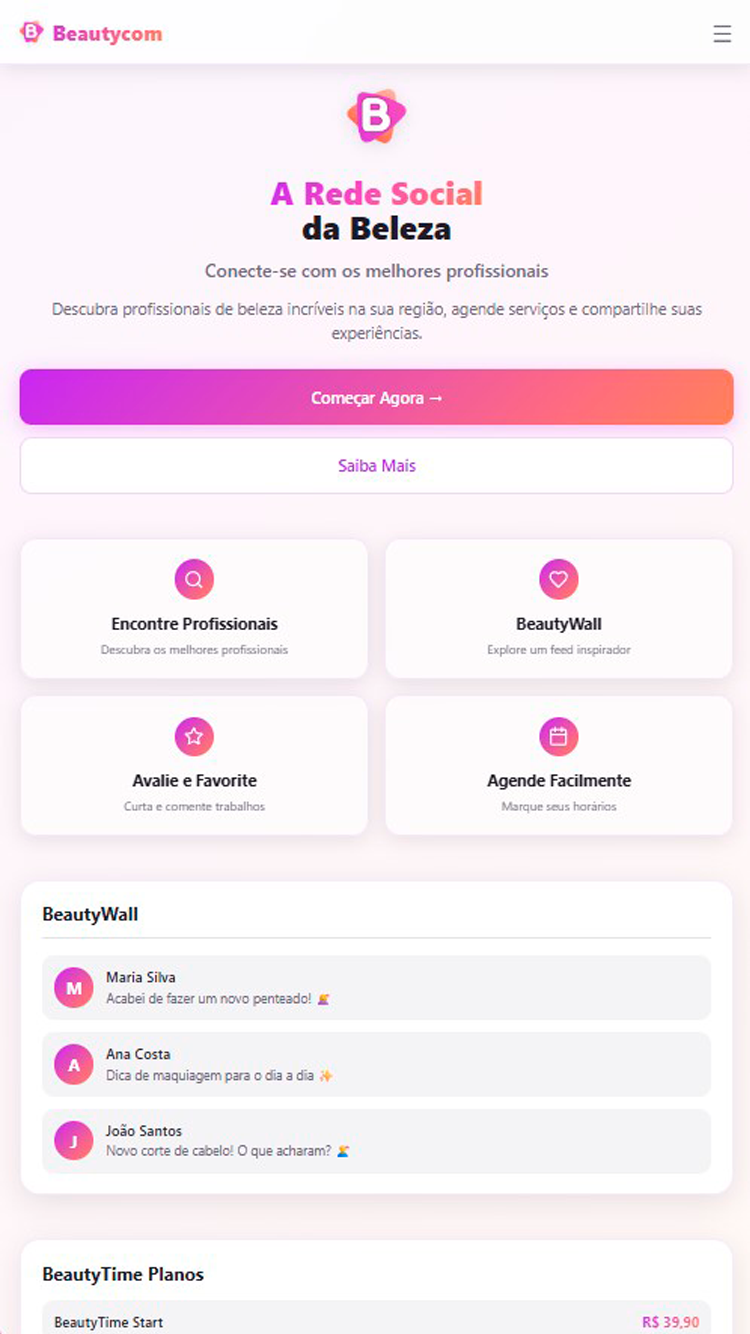 B Beautycom
B
A Rede Social
da Beleza
Conecte-se com os melhores profissionais
Descubra profissionais de beleza incríveis na sua região, agende serviços e compartilhe suas
experiências.
Começar Agora →
Saiba Mais
Encontre Profissionais
Descubra os melhores profissionais
BeautyWall
Explore um feed inspirador
Avalie e Favorite
Curta e comente trabalhos
Agende Facilmente
Marque seus horários
BeautyWall
M
Maria Silva
Acabei de fazer um novo penteado! 💇‍♀️
A
Ana Costa
Dica de maquiagem para o dia a dia ✨
J
João Santos
Novo corte de cabelo! O que acharam? 💇‍♂️
BeautyTime Planos
BeautyTime Start R$ 39,90